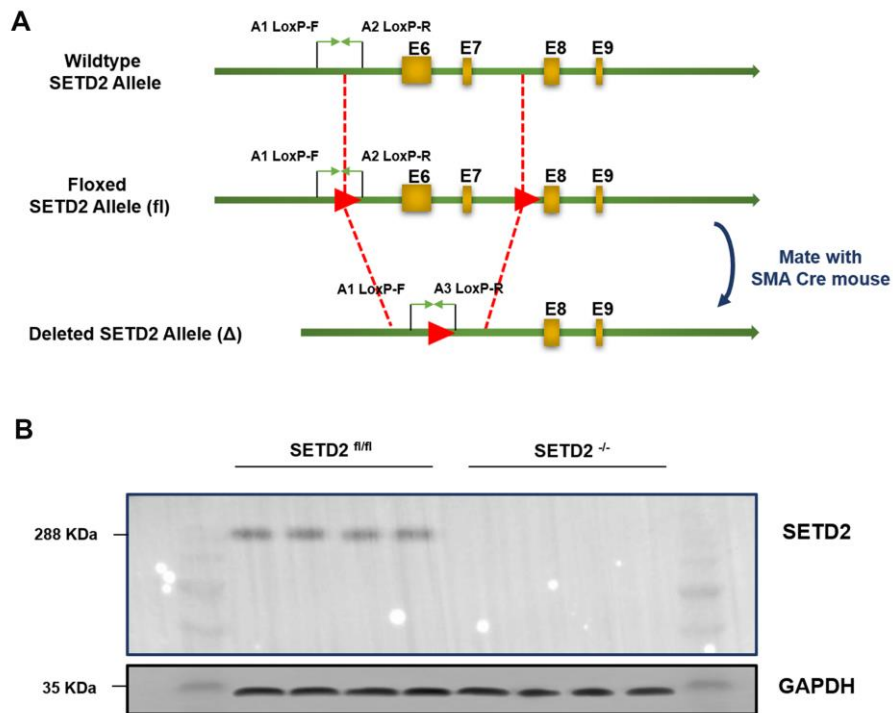 A
A1 LoxP-F A2 LoxP-R
E6 E7 E8 E9
Wildtype
SETD2 Allele
A1 LoxP-F A2 LoxP-R
E6 E7 E8 E9
Floxed
SETD2 Allele (fl)
Mate with
SMA Cre mouse
A1 LoxP-F A3 LoxP-R
E8 E9
Deleted SETD2 Allele (Δ)
B
SETD2 fl/fl SETD2 -/-
288 KDa SETD2
35 KDa GAPDH